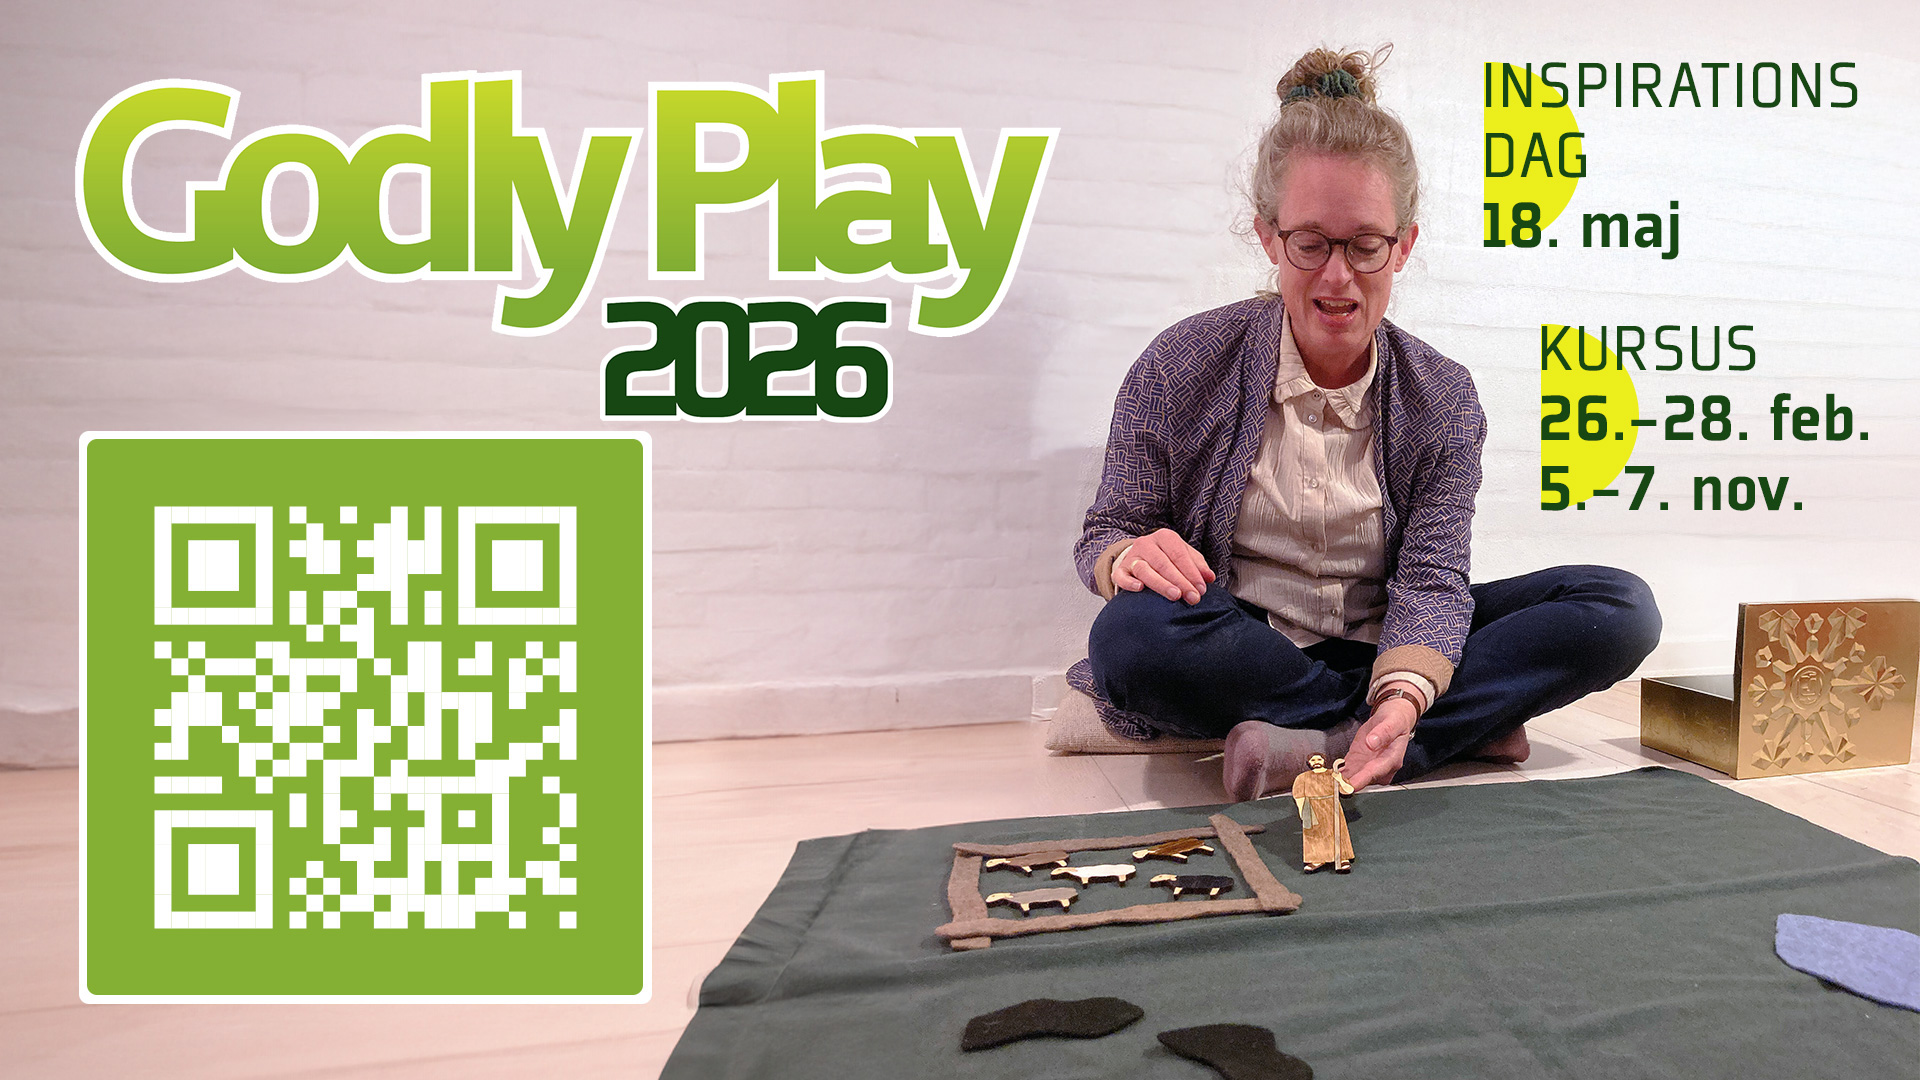 Godly Play
2026
INSPIRATIONS
DAG
18. maj
KURSUS
26.–28. feb.
5.–7. nov.